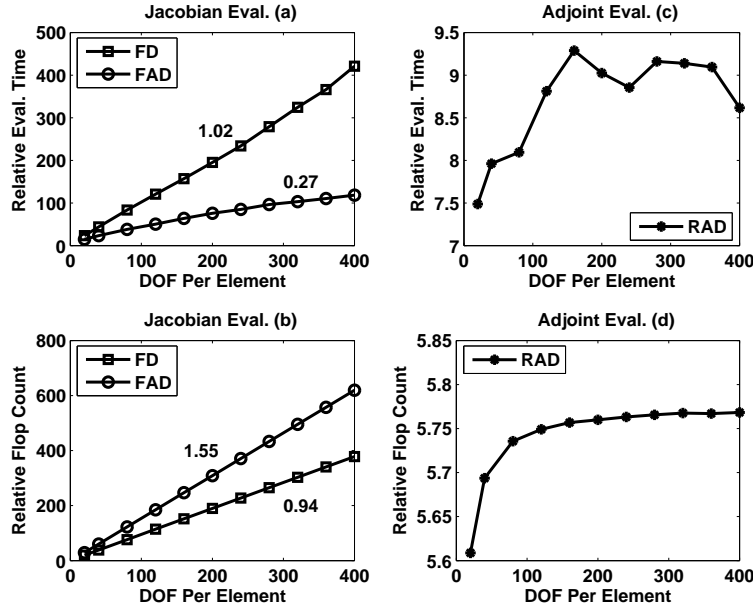 Jacobian Eval. (a)
Relative Eval. Time
500
400
300
200
100
0
FD
FAD
1.02
0.27
0 100 200 300 400
DOF Per Element
Adjoint Eval. (c)
Relative Eval. Time
9.5
9
8.5
8
7.5
7
RAD
0 100 200 300 400
DOF Per Element
Jacobian Eval. (b)
Relative Flop Count
800
600
400
200
0
FD
FAD
1.55
0.94
0 100 200 300 400
DOF Per Element
Adjoint Eval. (d)
Relative Flop Count
5.85
5.8
5.75
5.7
5.65
5.6
RAD
0 100 200 300 400
DOF Per Element